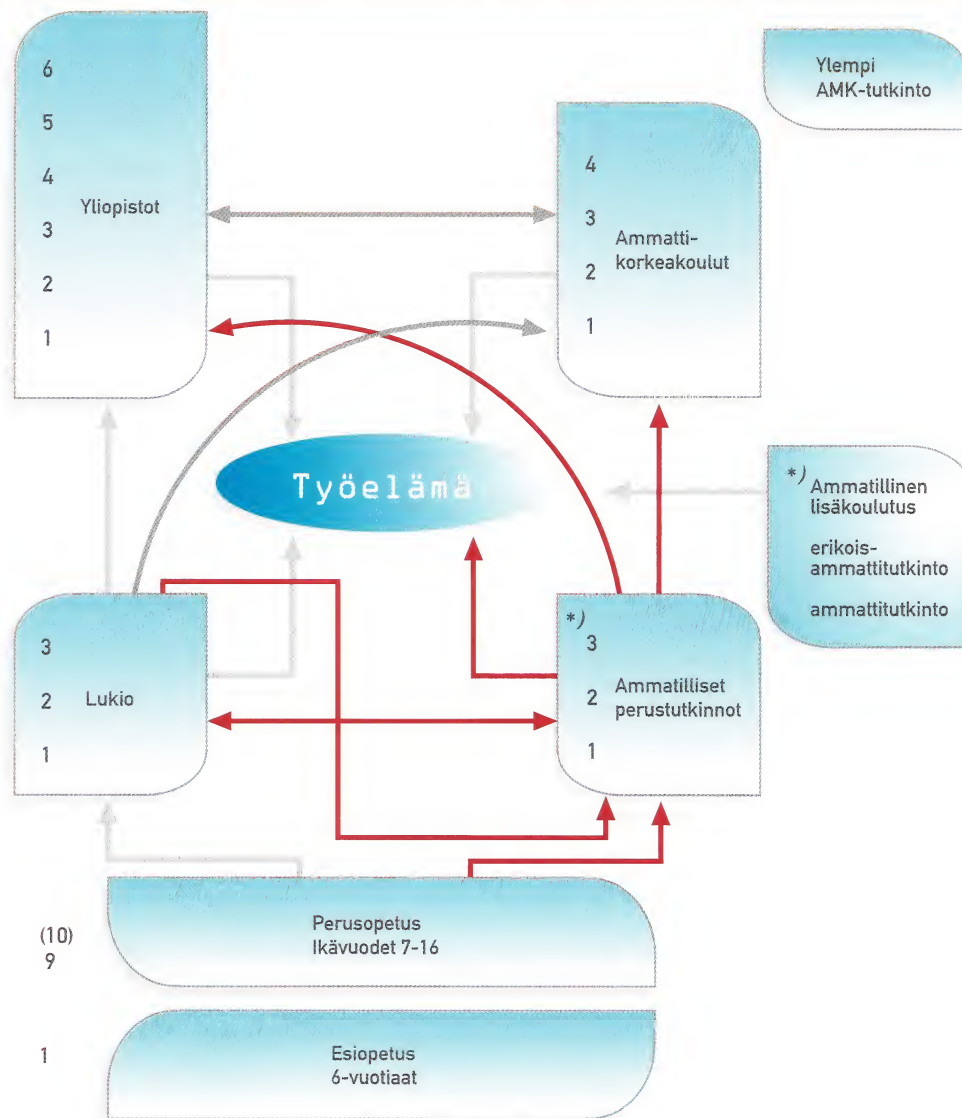 6
5
4
3
2
1
Yliopistot
Ylempi
AMK-tutkinto
4
3
2
1
Ammatti-
korkeakoulut
Työelämä
*) Ammatillinen
lisäkoulutus
erikois-
ammattitutkinto
ammattitutkinto
3
2
1
Lukio
*)
3
2
1
Ammatilliset
perustutkinnot
(10)
9
Perusopetus
Ikävuodet 7-16
1
Esiopetus
6-vuotiaat